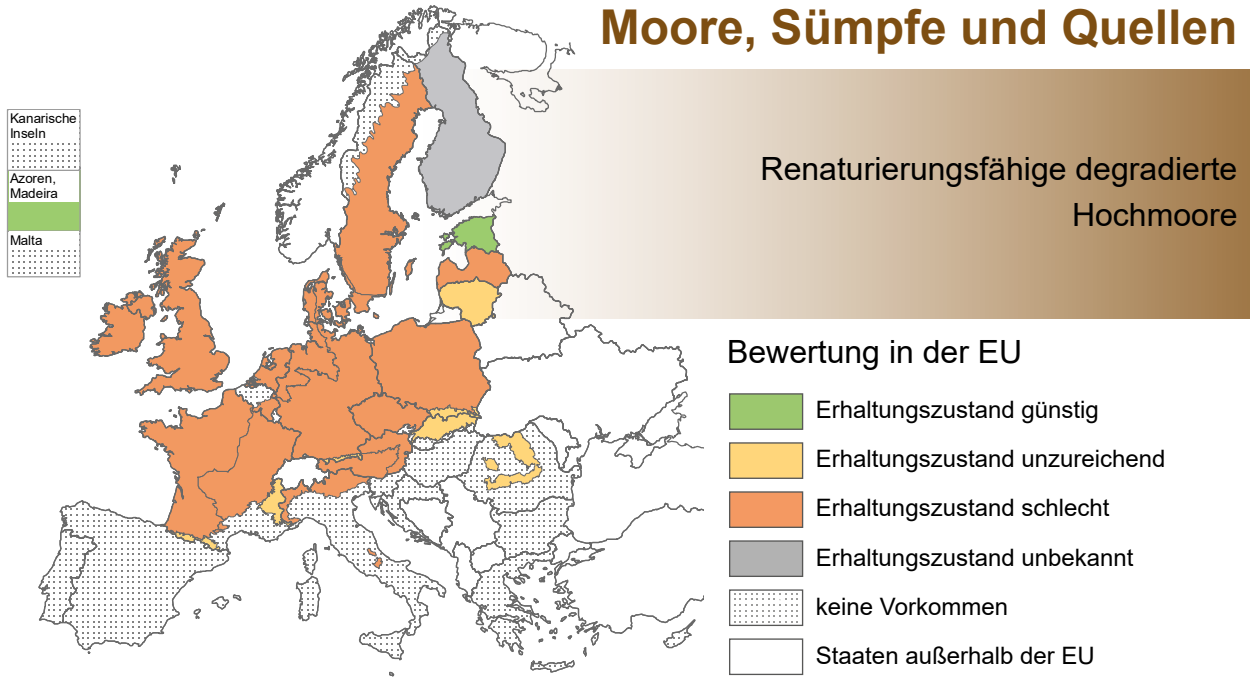 Moore, Sümpfe und Quellen
Kanarische
Inseln
Azoren,
Madeira
Malta
Renaturierungsfähige degradierte
Hochmoore
Bewertung in der EU
Erhaltungszustand günstig
Erhaltungszustand unzureichend
Erhaltungszustand schlecht
Erhaltungszustand unbekannt
keine Vorkommen
Staaten außerhalb der EU